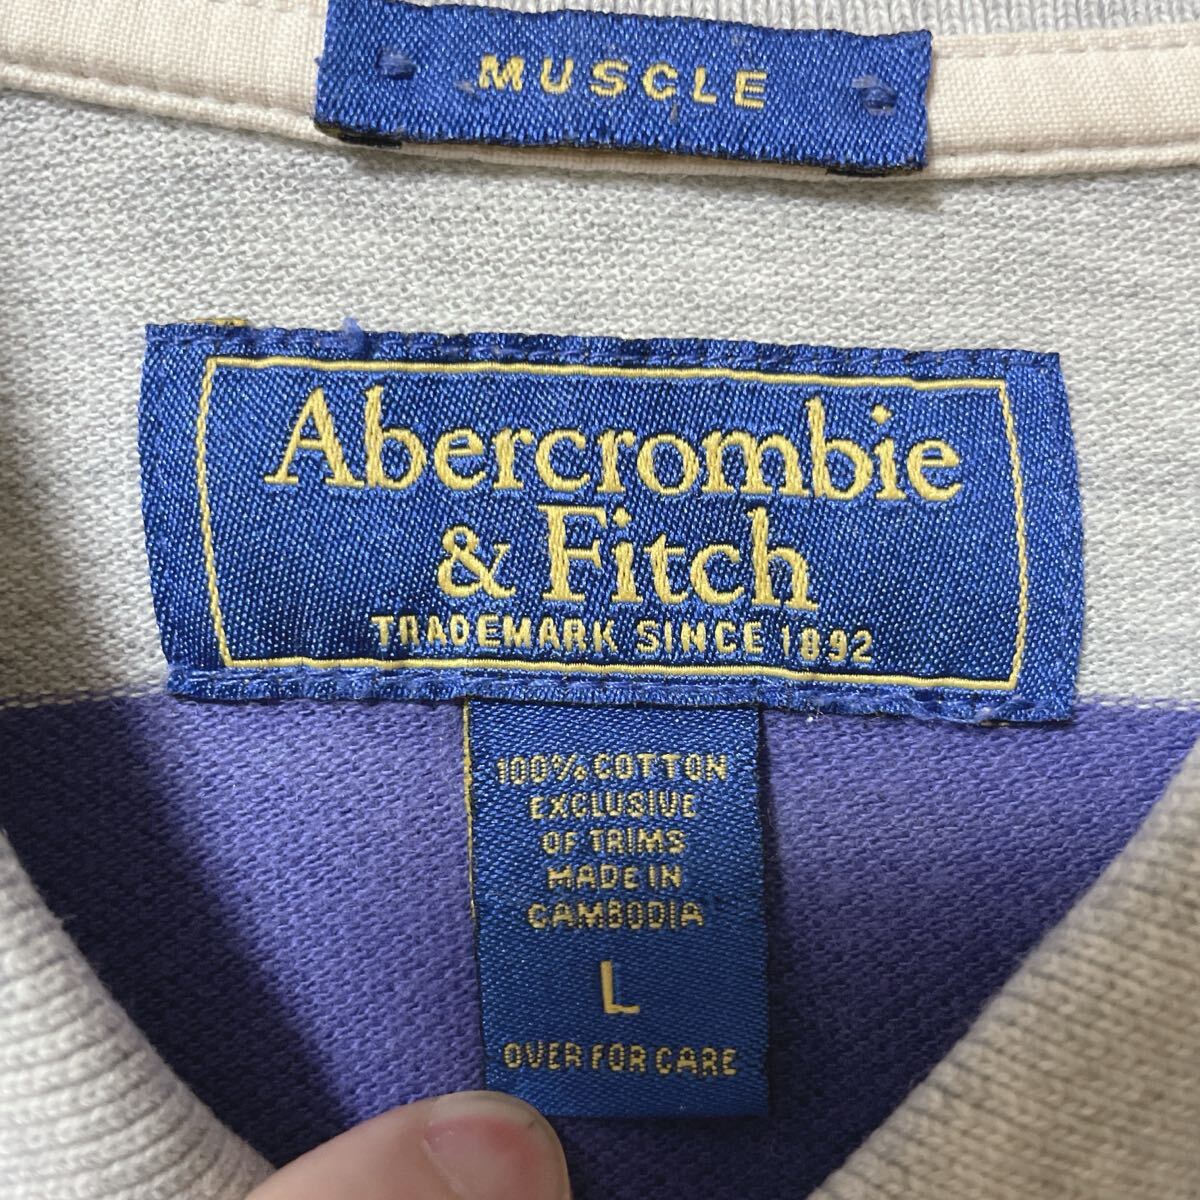 MUSCLE
Abercrombie
& Fitch
TRADEMARK SINCE 1892
100% COTTON
EXCLUSIVE
OF TRIMS
MADE IN
CAMBODIA
L
OVER FOR CARE